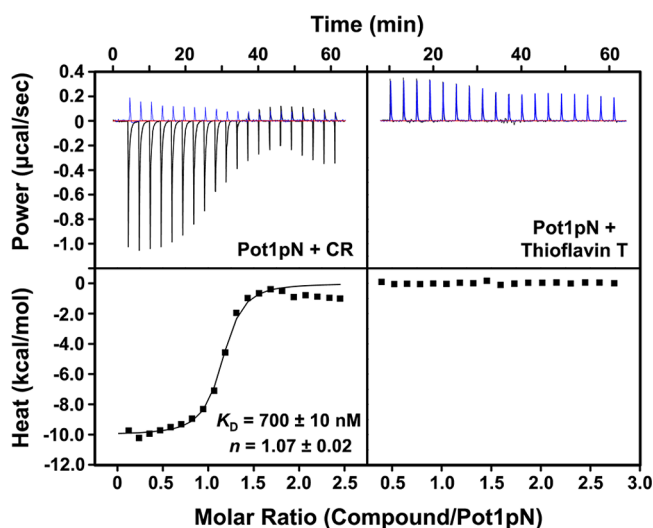 Time (min)
0 20 40 60 20 40 60
Power (µcal/sec)
0.4
0.2
0.0
-0.2
-0.4
-0.6
-0.8
-1.0
Pot1pN + CR
Pot1pN +
Thioflavin T
Heat (kcal/mol)
0
-2.0
-4.0
-6.0
-8.0
-10.0
-12.0
KD = 700 ± 10 nM
n = 1.07 ± 0.02
0 0.5 1.0 1.5 2.0 2.5 0.5 1.0 1.5 2.0 2.5 3.0
Molar Ratio (Compound/Pot1pN)